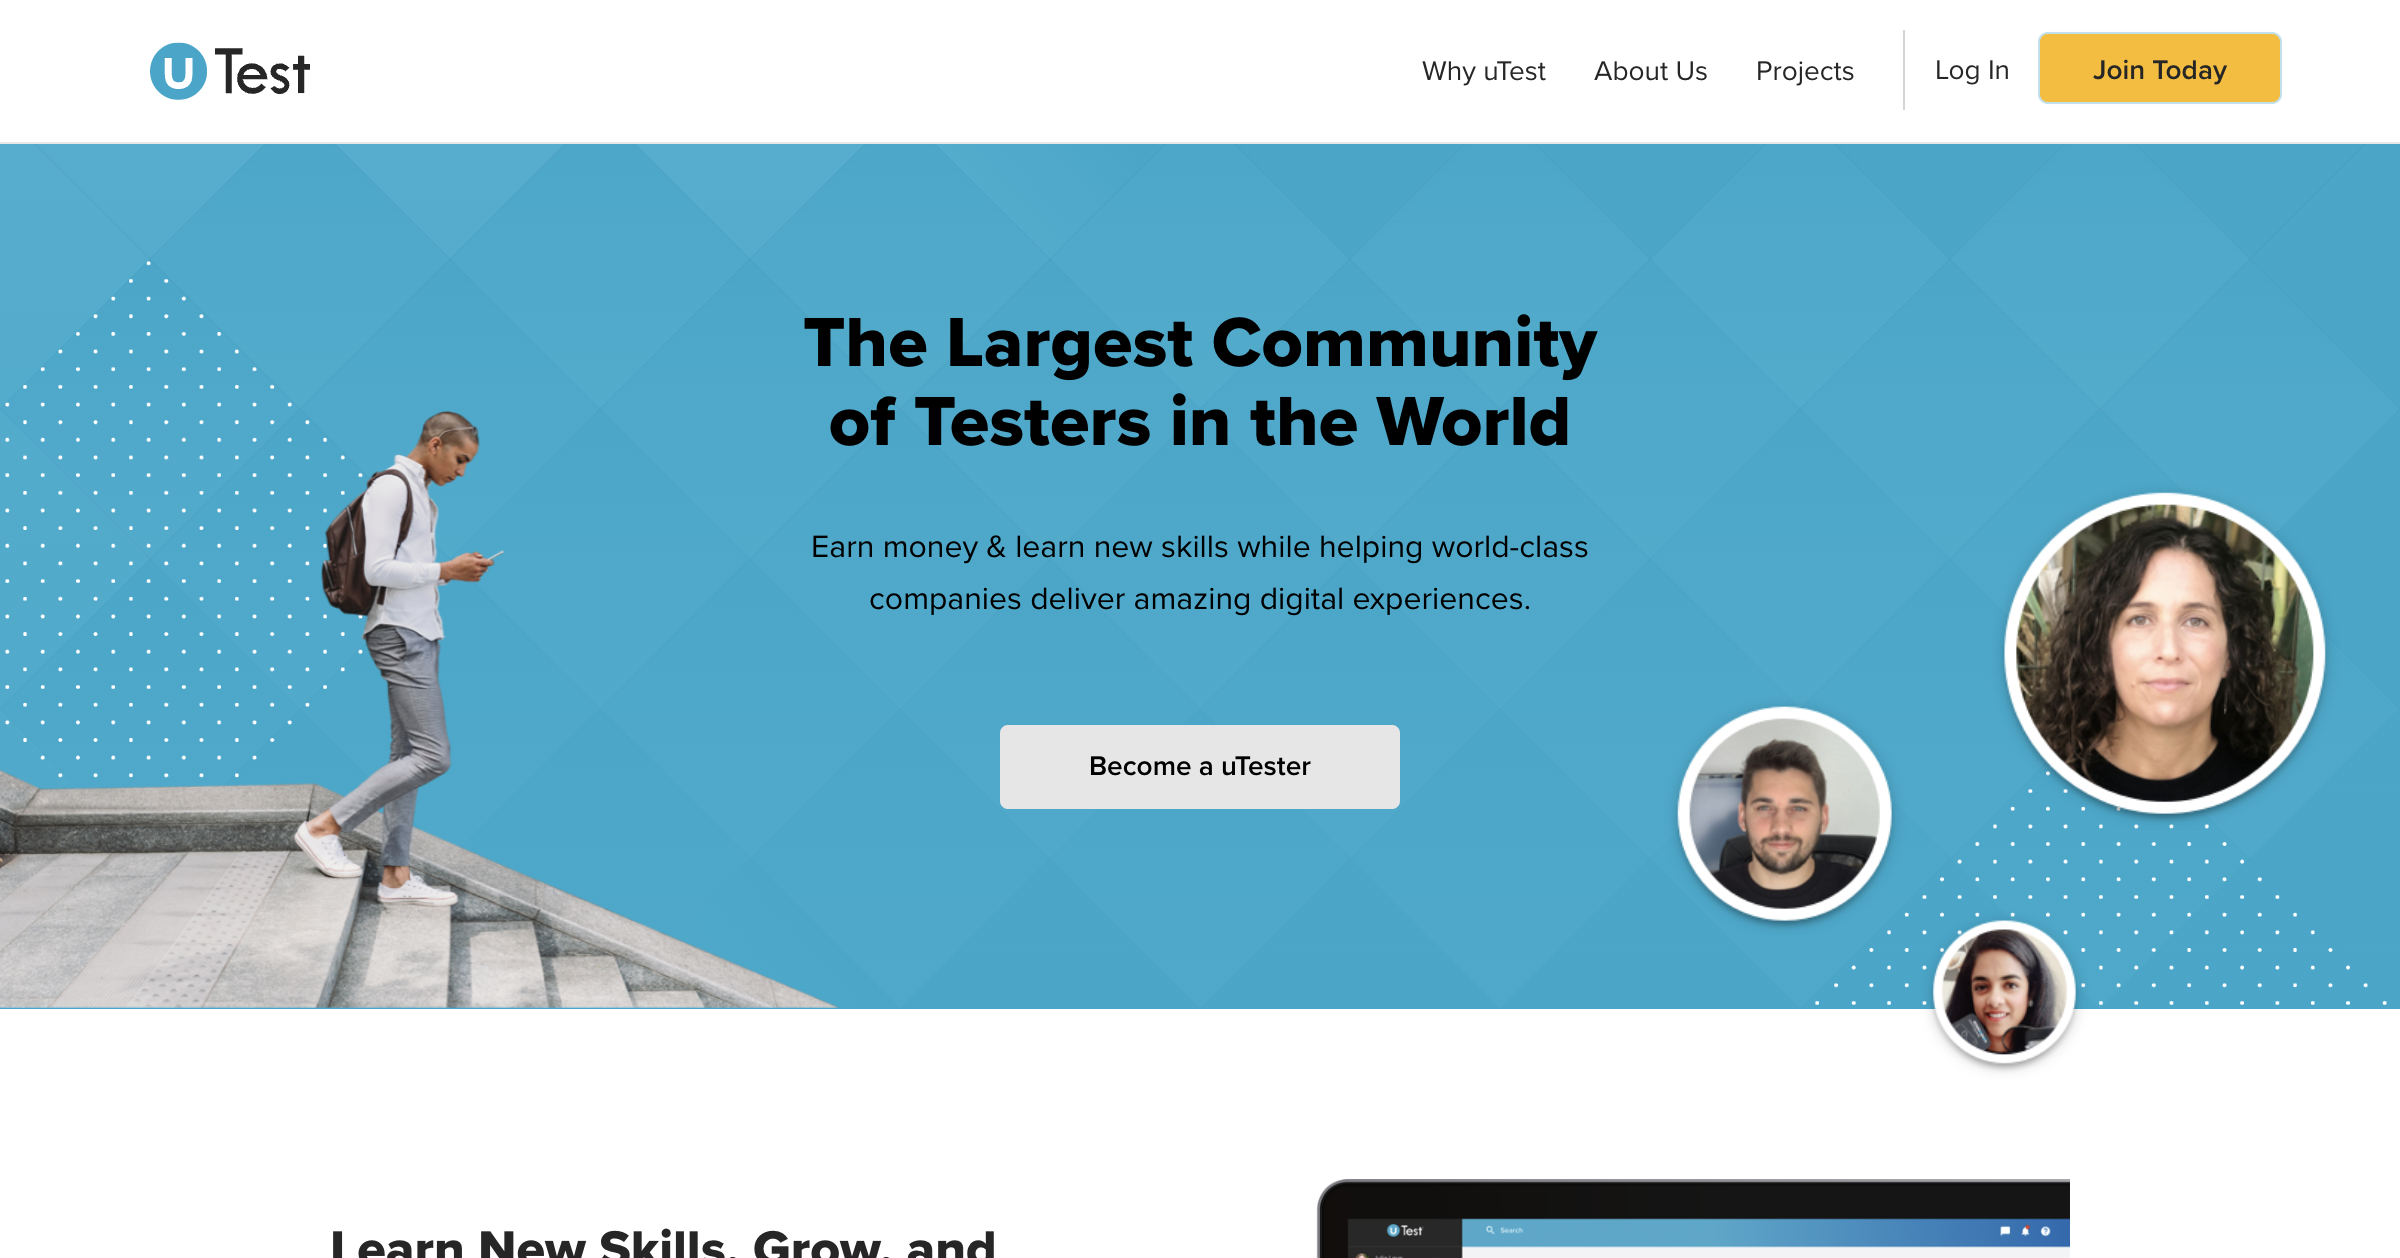 uTest
Why uTest
About Us
Projects
Log In
Join Today
The Largest Community
of Testers in the World
Earn money & learn new skills while helping world-class
companies deliver amazing digital experiences.
Become a uTester
Learn New Skills, Grow, and
uTest
Search